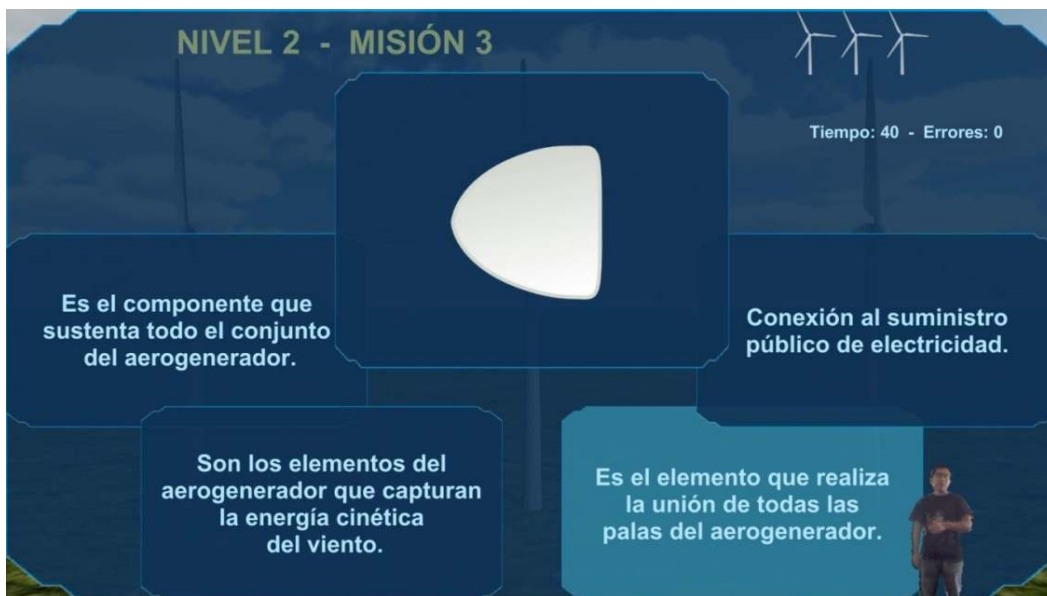 NIVEL 2 - MISIÓN 3
Tiempo: 40 - Errores: 0
Es el componente que
sustenta todo el conjunto
del aerogenerador.
Conexión al suministro
público de electricidad.
Son los elementos del
aerogenerador que capturan
la energía cinética
del viento.
Es el elemento que realiza
la unión de todas las
palas del aerogenerador.